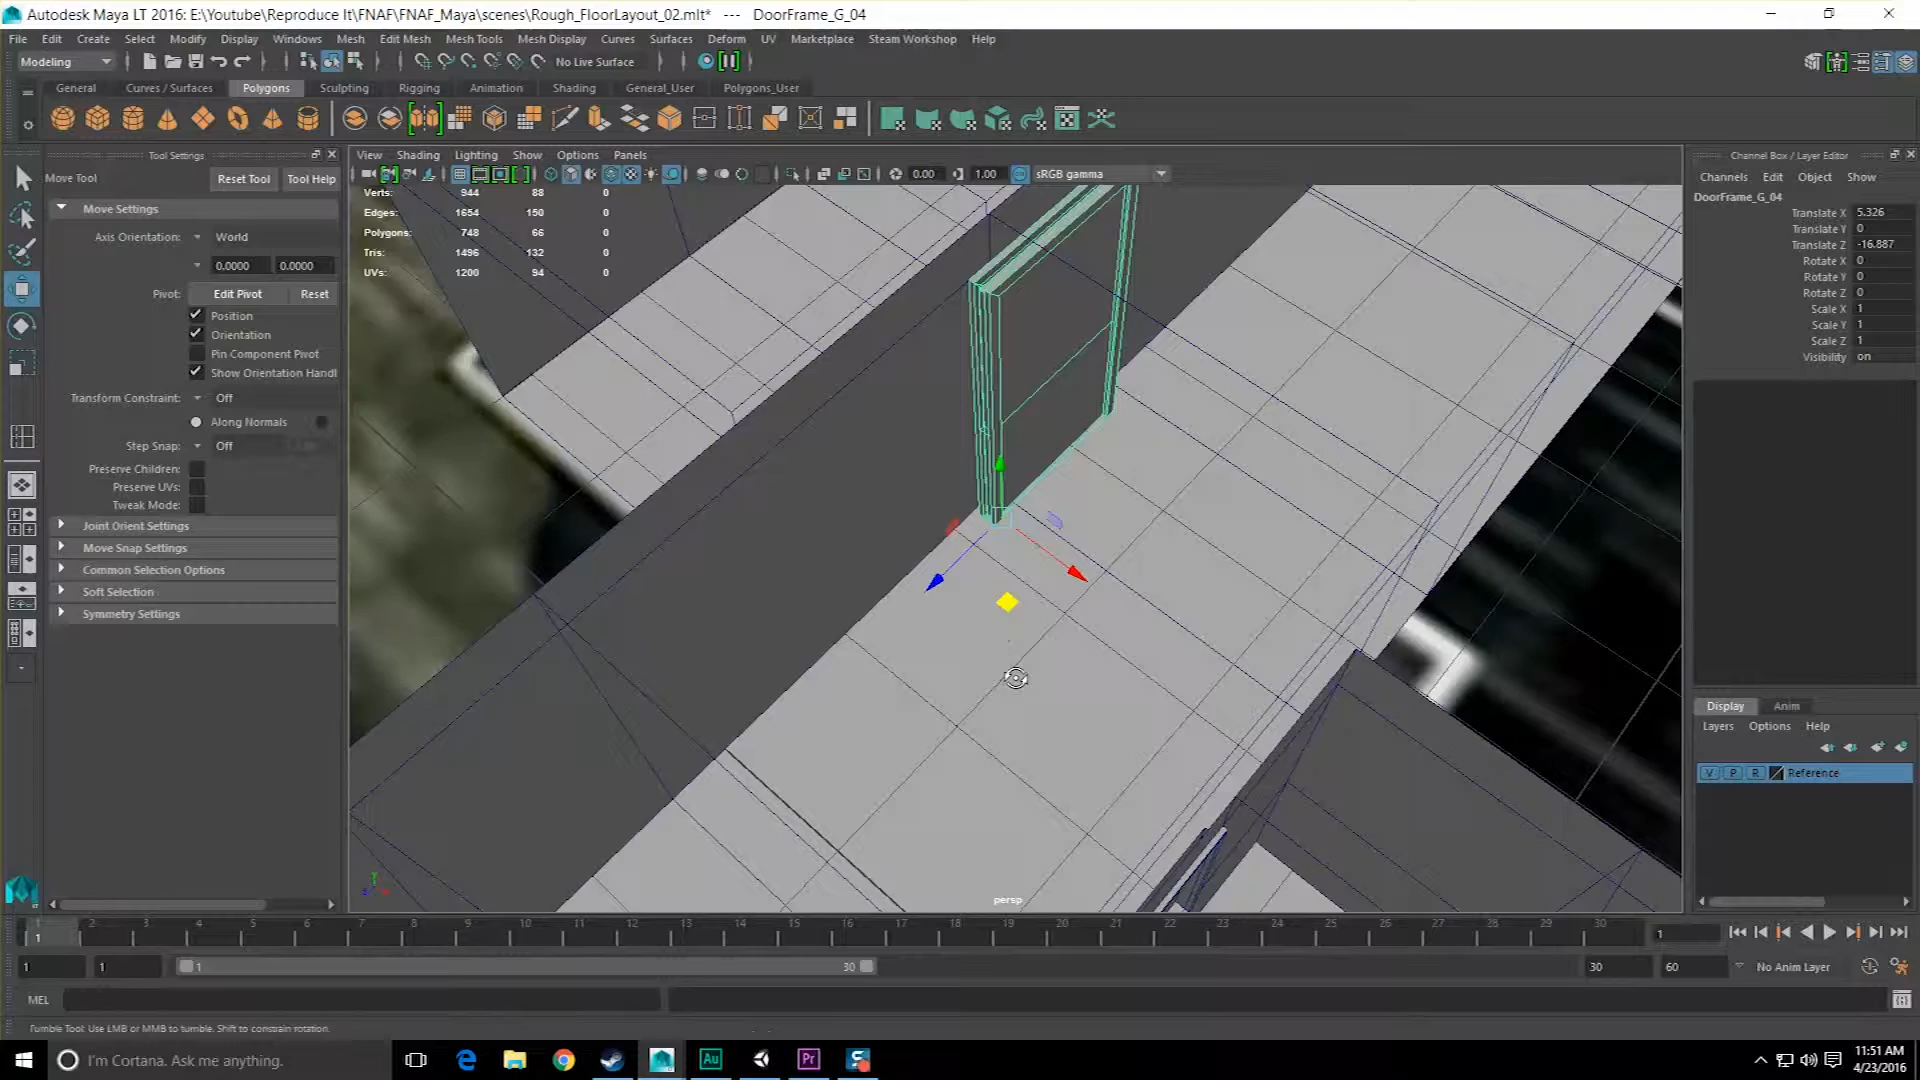 Autodesk Maya LT 2016: E:\Youtube\Reproduce It\FNAF\FNAF_Maya\scenes\Rough_FloorLayout_02.mlt* --- DoorFrame_G_04
File Edit Create Select Modify Display Windows Mesh Edit Mesh Mesh Tools Mesh Display Curves Surfaces Deform UV Marketplace Steam Workshop Help
Modeling No Live Surface
General Curves / Surfaces Polygons Sculpting Rigging Animation Shading General_User Polygons_User
Tool Settings
Move Tool Reset Tool Tool Help
Move Settings
Axis Orientation: World
0.0000 0.0000
Pivot: Edit Pivot Reset
Position
Orientation
Pin Component Pivot
Show Orientation Handl
Transform Constraint: Off
Along Normals
Step Snap: Off
Preserve Children:
Preserve UVs:
Tweak Mode:
Joint Orient Settings
Move Snap Settings
Common Selection Options
Soft Selection
Symmetry Settings
View Shading Lighting Show Options Panels
0.00 1.00 sRGB gamma
Verts: 944 88 0
Edges: 1654 150 0
Polygons: 748 66 0
Tris: 1496 132 0
UVs: 1200 94 0
persp
Channel Box / Layer Editor
Channels Edit Object Show
DoorFrame_G_04
Translate X 5.326
Translate Y 0
Translate Z -16.887
Rotate X 0
Rotate Y 0
Rotate Z 0
Scale X 1
Scale Y 1
Scale Z 1
Visibility on
Display Anim
Layers Options Help
V P R Reference
1 2 3 4 5 6 7 8 9 10 11 12 13 14 15 16 17 18 19 20 21 22 23 24 25 26 27 28 29 30
1 1
1 1 1 30 30 60 No Anim Layer
MEL
Tumble Tool: Use LMB or MMB to tumble. Shift to constrain rotation.
I'm Cortana. Ask me anything.
Au Pr
11:51 AM
4/23/2016